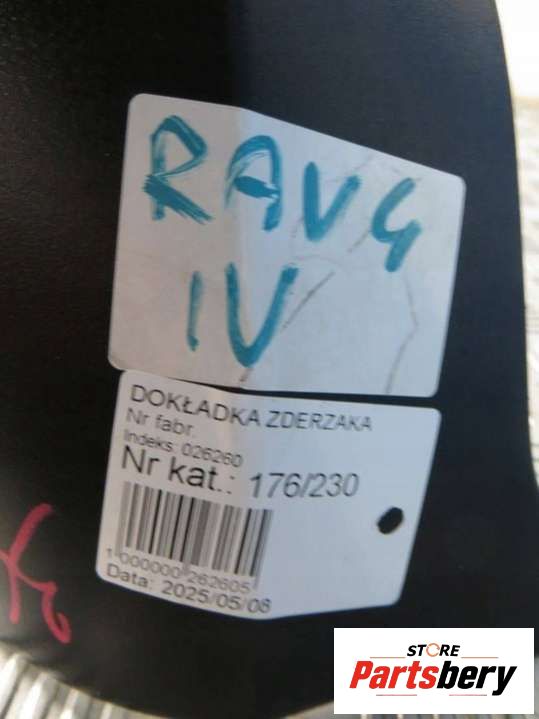 RAV4
IV
DOKŁADKA ZDERZAKA
Nr fabr.
Indeks: 026260
Nr kat.: 176/230
1 000000 262605
Data: 2025/05/08
STORE
Partsbery